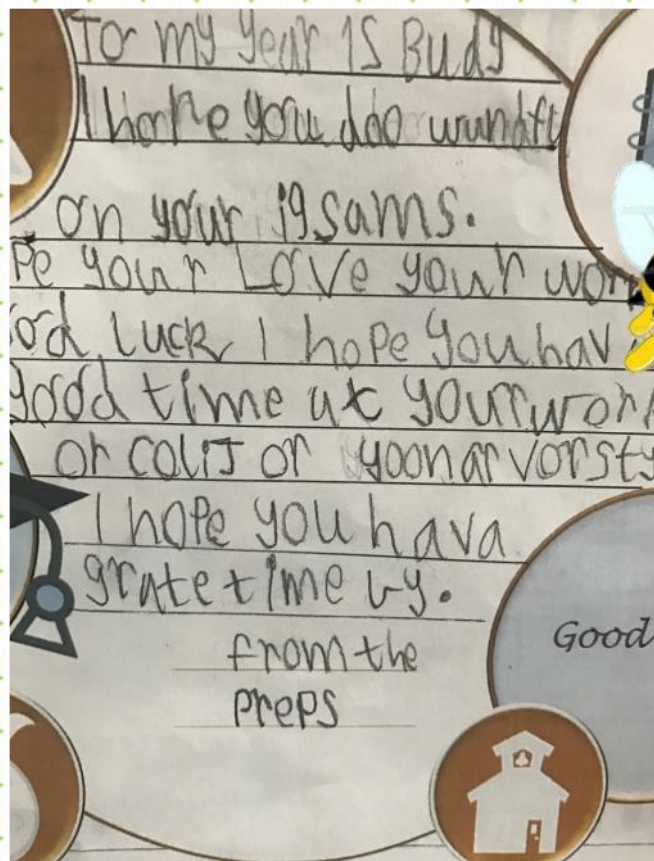 To my year 12 Budy
I hope you doo wundfu
on your igsams.
Pe your Love your wor
od luck I hope you hav
good time at your work
or colij or yoonarvorsty
I hope you hava
grate time by.
from the
preps
Good